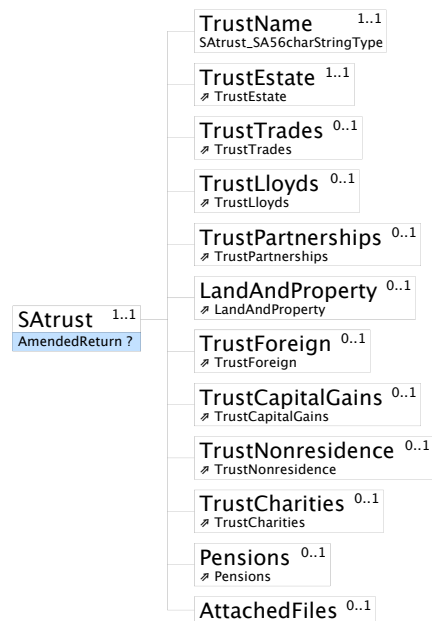 TrustName 1..1
SAtrust_SA56charStringType
TrustEstate 1..1
⇗ TrustEstate
TrustTrades 0..1
⇗ TrustTrades
TrustLloyds 0..1
⇗ TrustLloyds
TrustPartnerships 0..1
⇗ TrustPartnerships
LandAndProperty 0..1
⇗ LandAndProperty
SAtrust 1..1
AmendedReturn ?
TrustForeign 0..1
⇗ TrustForeign
TrustCapitalGains 0..1
⇗ TrustCapitalGains
TrustNonresidence 0..1
⇗ TrustNonresidence
TrustCharities 0..1
⇗ TrustCharities
Pensions 0..1
⇗ Pensions
AttachedFiles 0..1